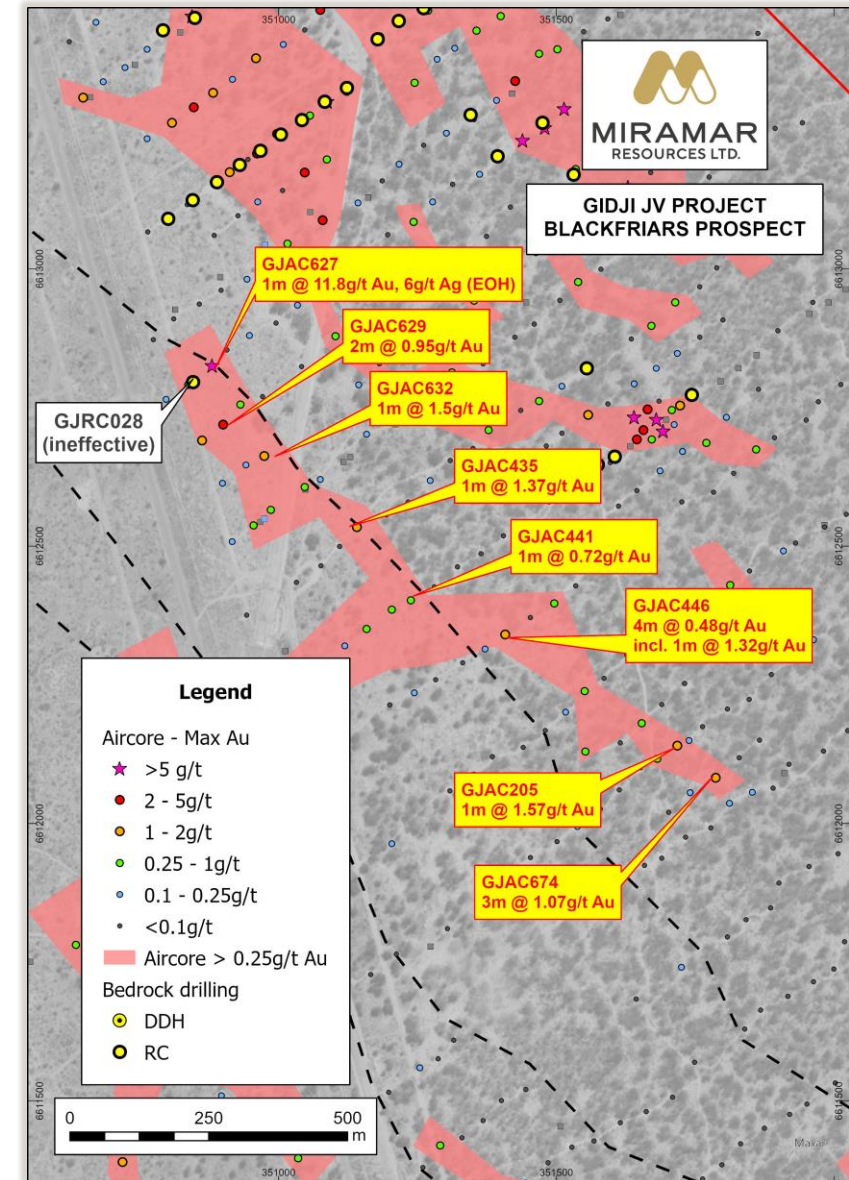 351000
351500
MIRAMAR
RESOURCES LTD.
GIDJI JV PROJECT
BLACKFRIARS PROSPECT
6613000
6613000
GJAC627
1m @ 11.8g/t Au, 6g/t Ag (EOH)
GJAC629
2m @ 0.95g/t Au
GJAC632
1m @ 1.5g/t Au
GJRC028
(ineffective)
GJAC435
1m @ 1.37g/t Au
6612500
6612500
GJAC441
1m @ 0.72g/t Au
GJAC446
4m @ 0.48g/t Au
incl. 1m @ 1.32g/t Au
GJAC205
1m @ 1.57g/t Au
GJAC674
3m @ 1.07g/t Au
6612000
6612000
Legend
Aircore - Max Au
>5 g/t
2 - 5g/t
1 - 2g/t
0.25 - 1g/t
0.1 - 0.25g/t
<0.1g/t
Aircore > 0.25g/t Au
Bedrock drilling
DDH
RC
0 250 500
m
6611500
6611500
351000
351500